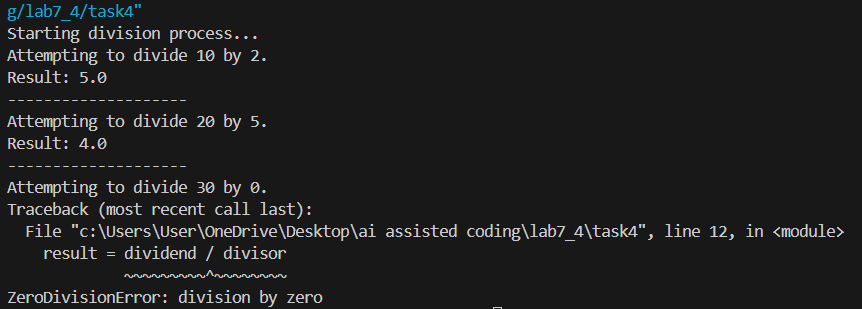 g/lab7_4/task4"
Starting division process...
Attempting to divide 10 by 2.
Result: 5.0
--------------------
Attempting to divide 20 by 5.
Result: 4.0
--------------------
Attempting to divide 30 by 0.
Traceback (most recent call last):
  File "c:\Users\User\OneDrive\Desktop\ai assisted coding\lab7_4\task4", line 12, in <module>
    result = dividend / divisor
             ~~~~~~~~~^~~~~~~~~
ZeroDivisionError: division by zero